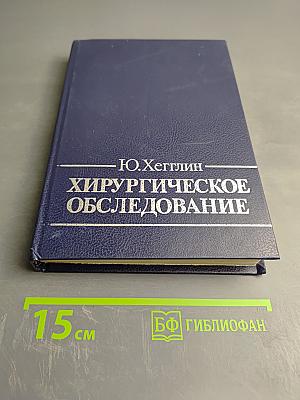 Ю.Хегглин
ХИРУРГИЧЕСКОЕ
ОБСЛЕДОВАНИЕ
15 см
БФ ГИБЛИОФАН